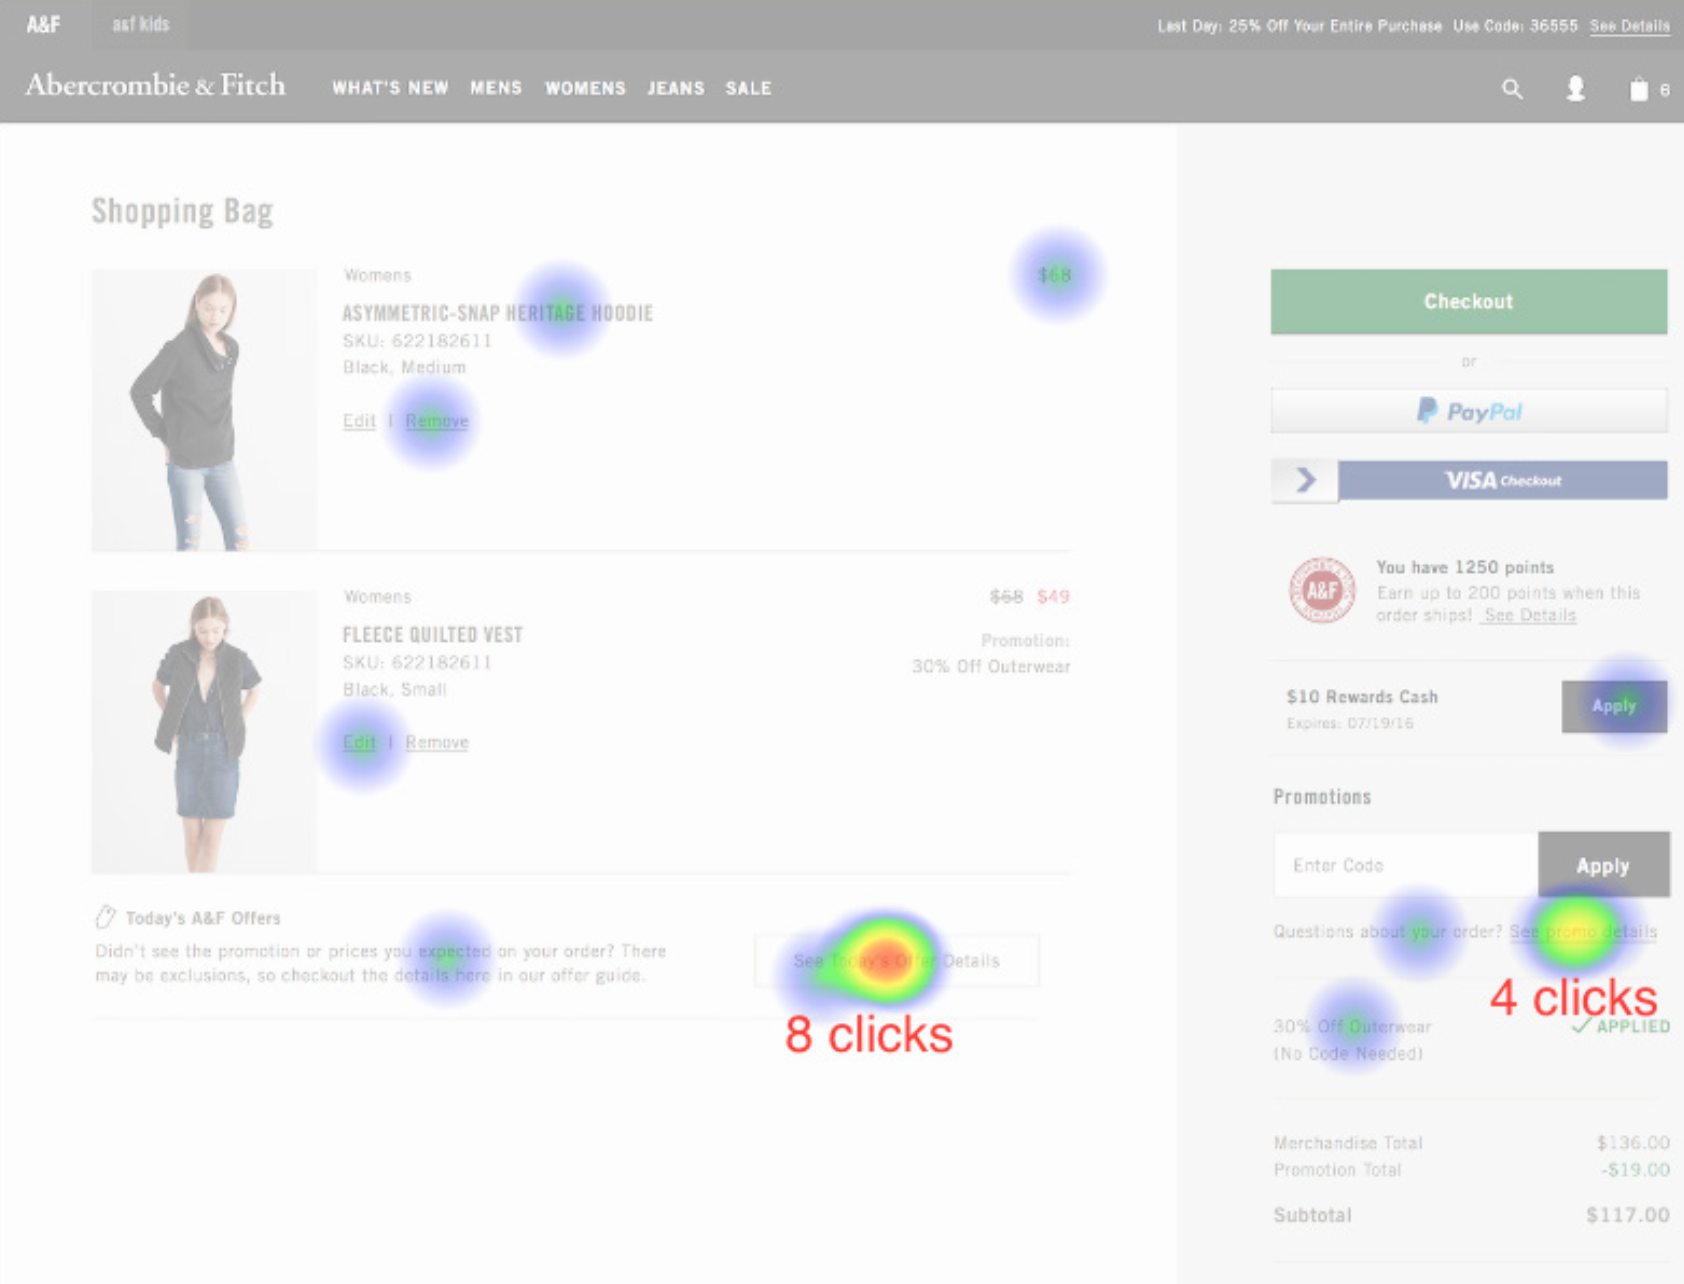 A&F
a&f kids
Last Day: 25% Off Your Entire Purchase Use Code: 36555 See Details
Abercrombie & Fitch
WHAT'S NEW MENS WOMENS JEANS SALE
6
Shopping Bag
Womens
$68
ASYMMETRIC-SNAP HERITAGE HOODIE
SKU: 622182611
Black, Medium
Edit | Remove
Womens
$68 $49
FLEECE QUILTED VEST
SKU: 622182611
Black, Small
Promotion:
30% Off Outerwear
Edit | Remove
Today's A&F Offers
Didn't see the promotion or prices you expected on your order? There
may be exclusions, so checkout the details here in our offer guide.
See Today's Offer Details
8 clicks
Checkout
or
PayPal
VISA Checkout
A&F
You have 1250 points
Earn up to 200 points when this
order ships! See Details
$10 Rewards Cash
Expires: 07/19/16
Apply
Promotions
Enter Code
Apply
Questions about your order? See promo details
4 clicks
30% Off Outerwear
(No Code Needed)
APPLIED
Merchandise Total $136.00
Promotion Total -$19.00
Subtotal $117.00